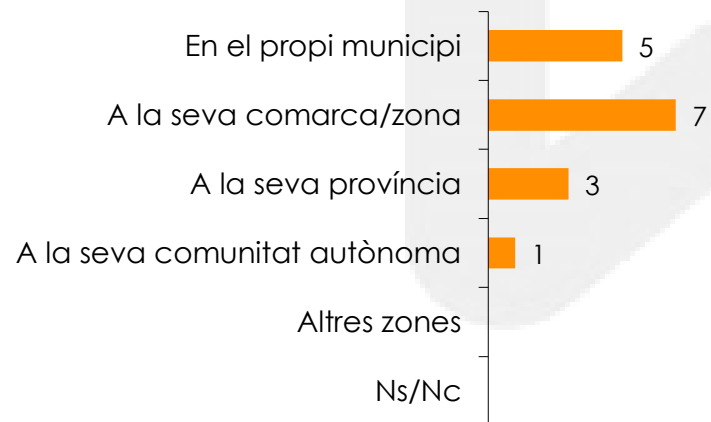 En el propi municipi 5
A la seva comarca/zona 7
A la seva província 3
A la seva comunitat autònoma 1
Altres zones
Ns/Nc